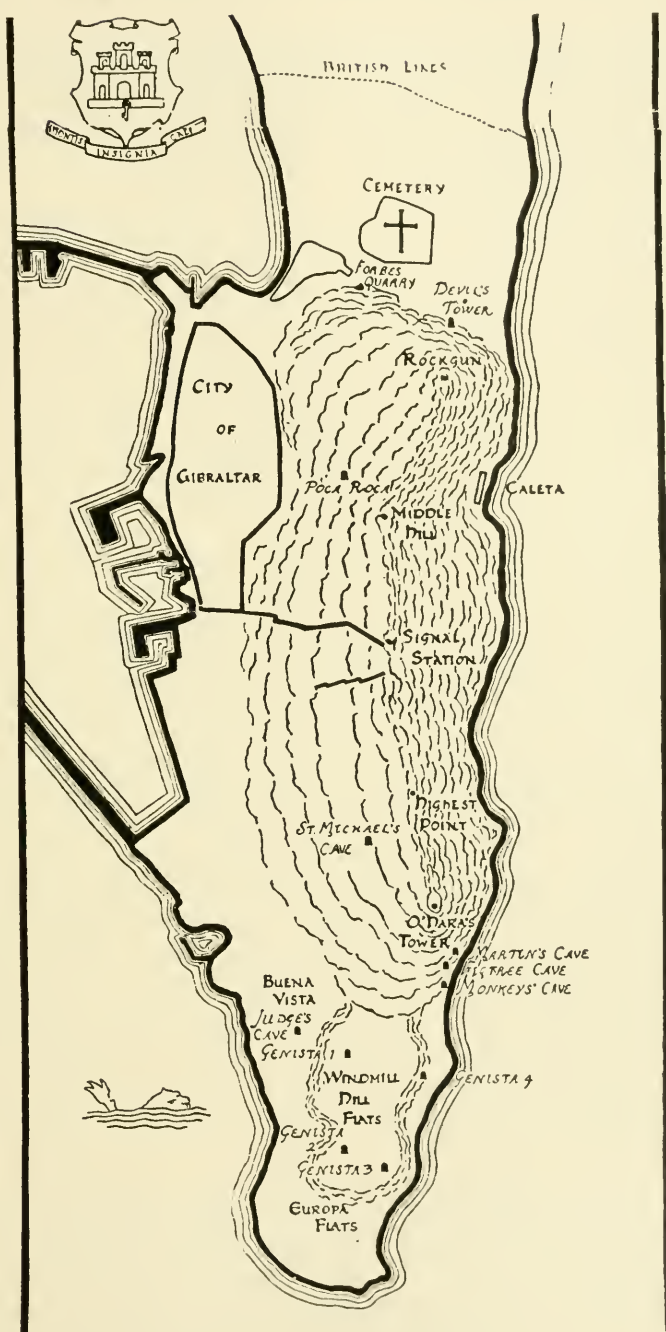 BRITISH LINES
MONTIS INSIGNIA CALPE
CEMETERY
FORBES
QUARRY
DEVIL'S
TOWER
ROCKGUN
CITY
OF
GIBRALTAR
POCA ROCA
CALETA
MIDDLE
HILL
SIGNAL
STATION
HIGHEST
POINT
ST. MICHAEL'S
CAVE
O'HARA'S
TOWER
MARTIN'S CAVE
FIGTREE CAVE
MONKEYS' CAVE
BUENA
VISTA
JUDGE'S
CAVE
GENISTA 1
WINDMILL
HILL
FLATS
GENISTA 4
GENISTA
2
GENISTA 3
EUROPA
FLATS